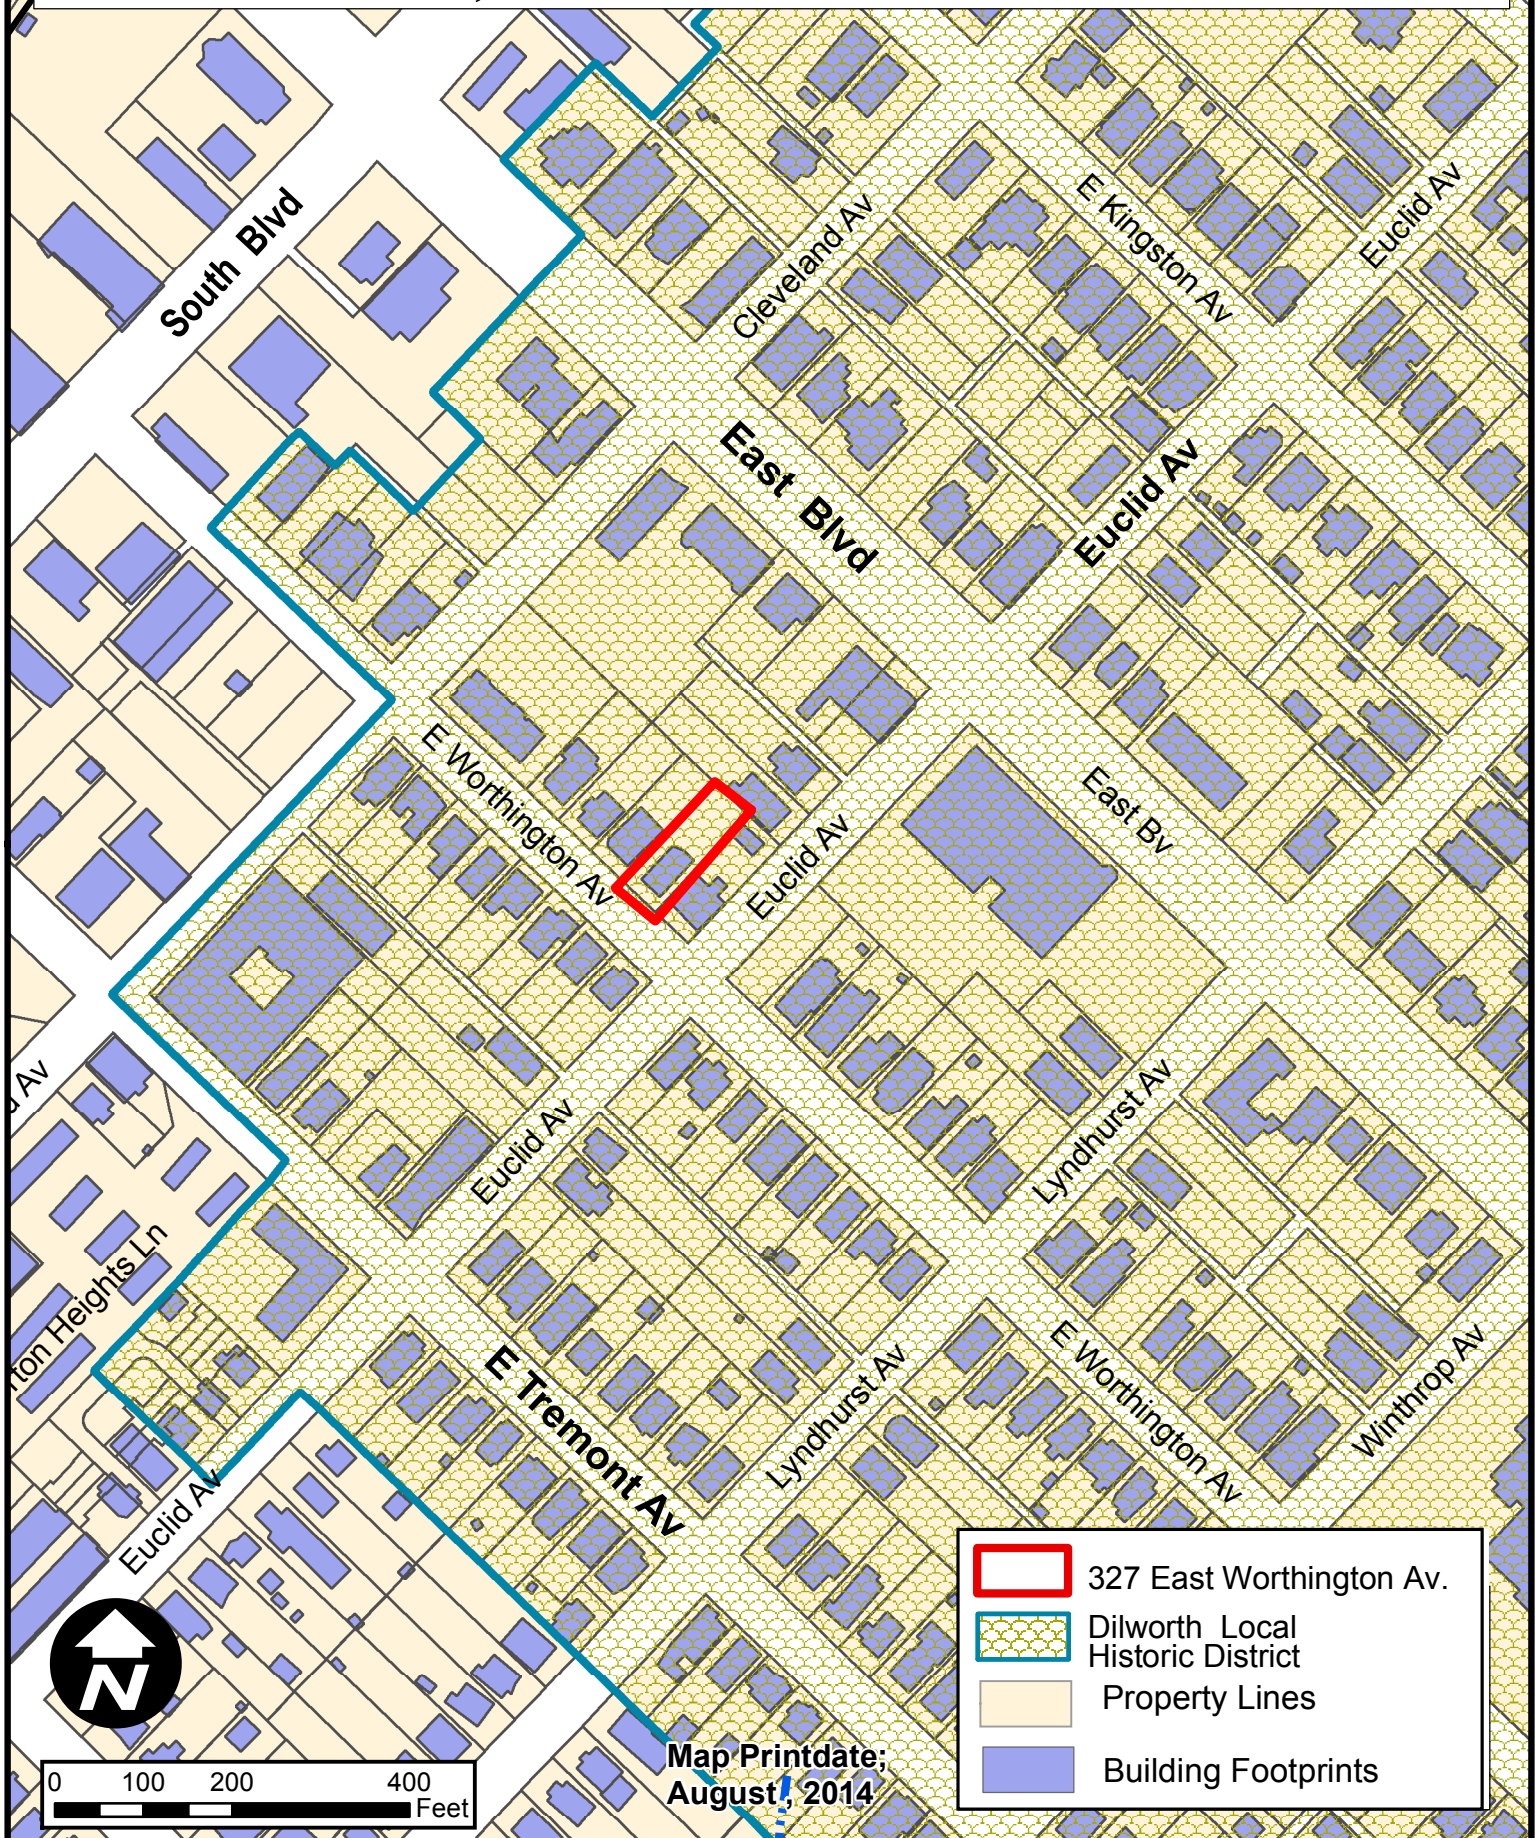 South Blvd
Cleveland Av
E Kingston Av
Euclid Av
East Blvd
Euclid Av
E Worthington Av
Euclid Av
East Bv
Av
Euclid Av
Lyndhurst Av
Heights Ln
E Tremont Av
Lyndhurst Av
E Worthington Av
Winthrop Av
Euclid Av
N
327 East Worthington Av.
Dilworth Local
Historic District
Property Lines
Building Footprints
0 100 200 400
Feet
Map Printdate;
August , 2014